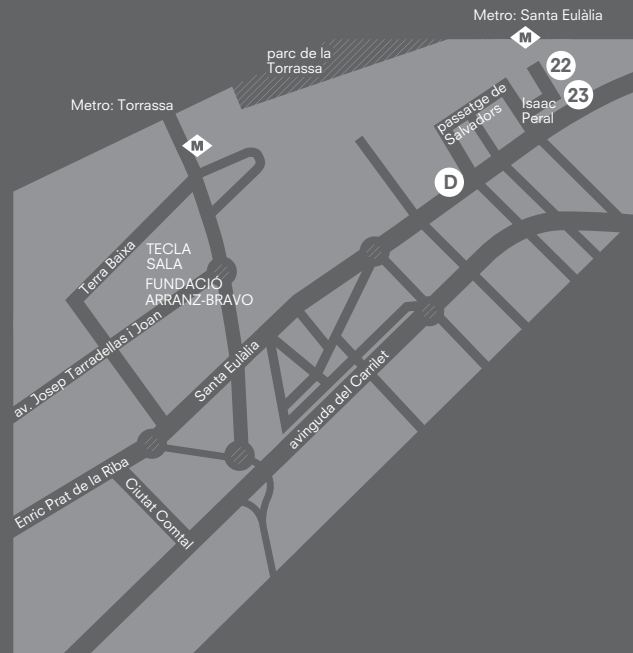 Metro: Santa Eulàlia
M
parc de la
Torrassa
22
23
Metro: Torrassa
passatge de
Salvadors
Isaac
Peral
M
D
TECLA
SALA
Terra Baixa
FUNDACIÓ
ARRANZ-BRAVO
av. Josep Tarradellas i Joan
Santa Eulàlia
avinguda del Carrilet
Enric Prat de la Riba
Ciutat Comtal